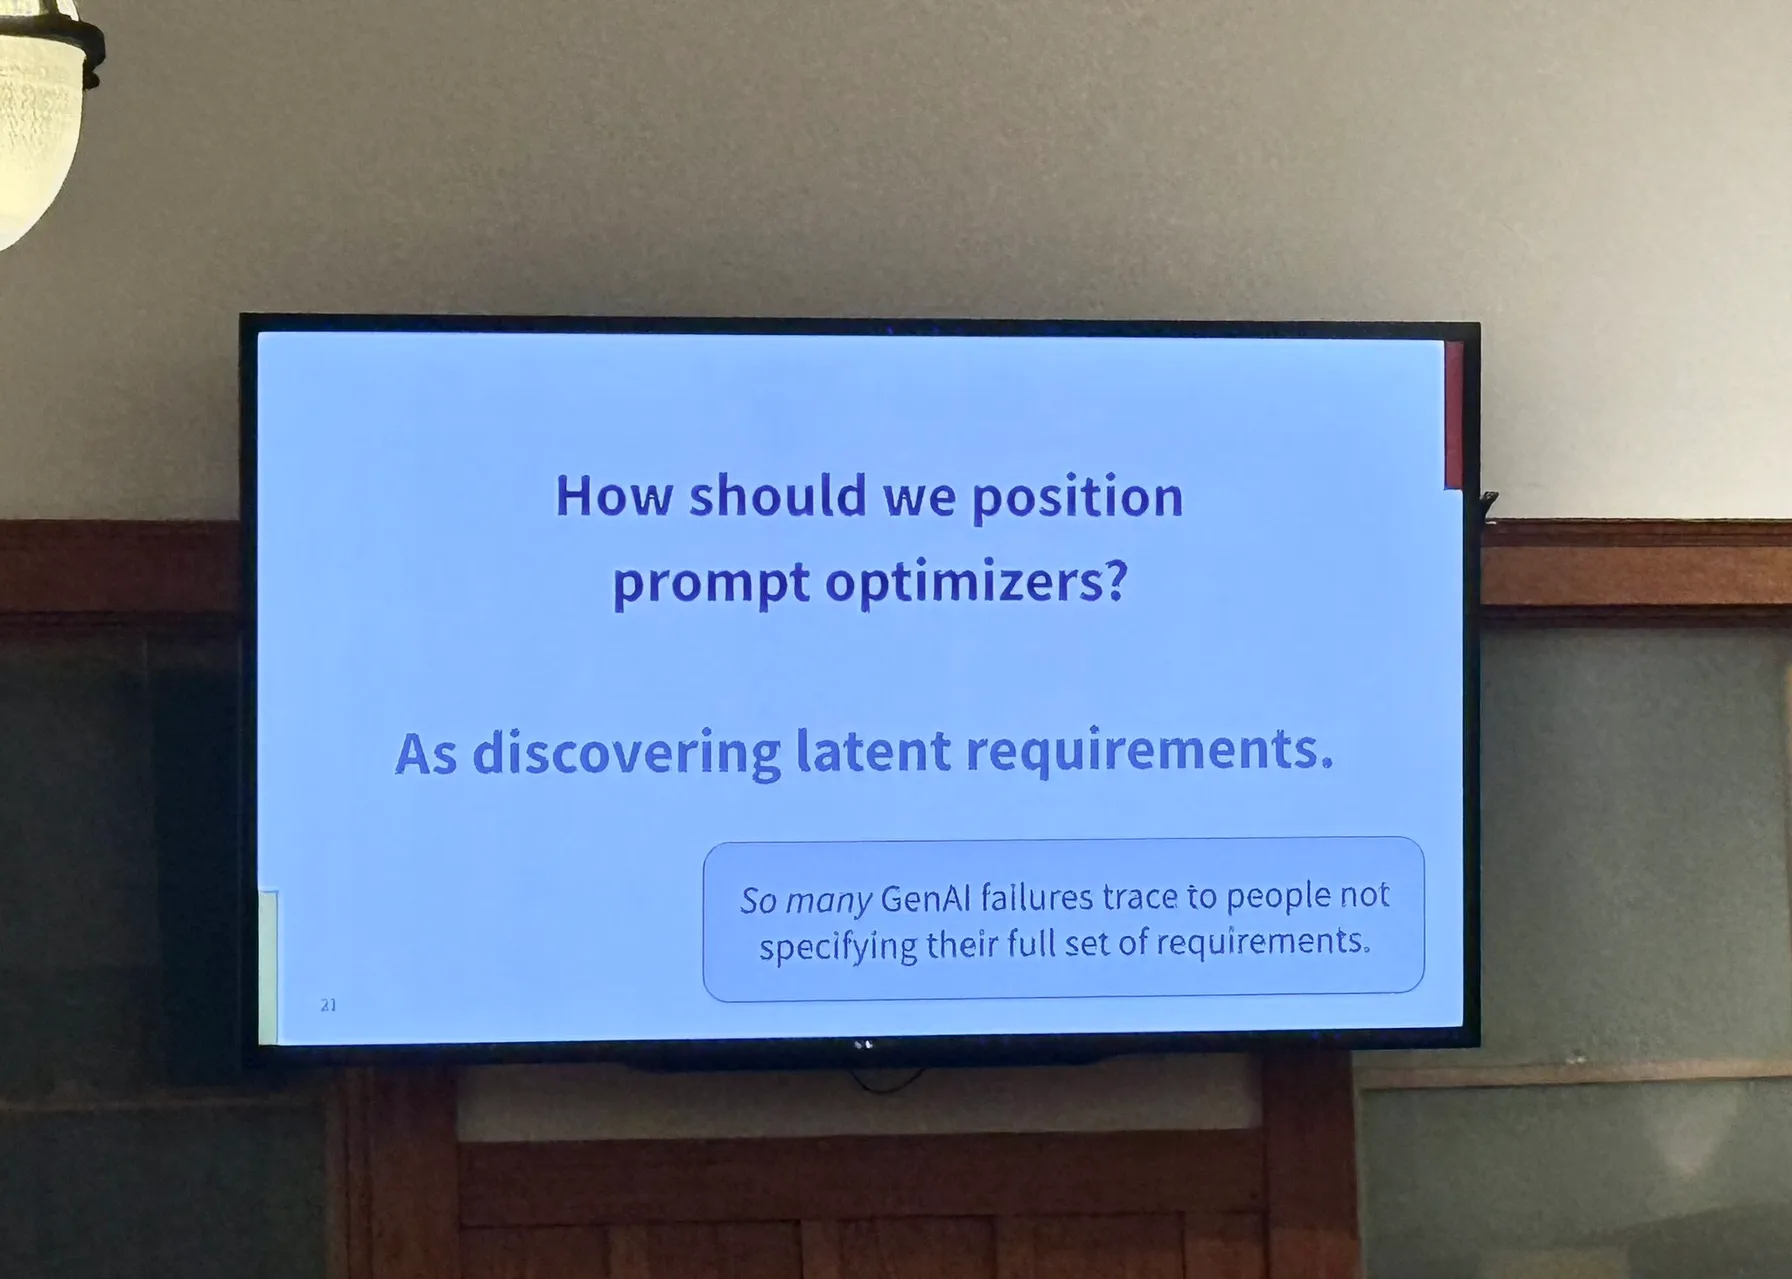 How should we position
prompt optimizers?
As discovering latent requirements.
So many GenAI failures trace to people not
specifying their full set of requirements.
21